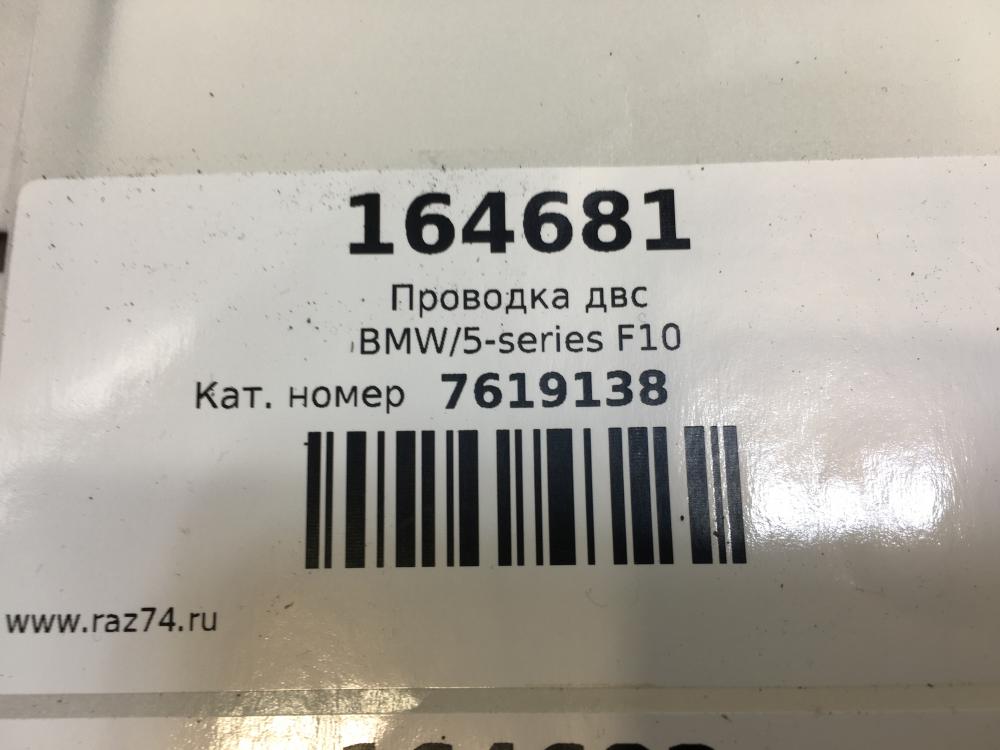 164681
Проводка двс
BMW/5-series F10
Кат. номер 7619138
www.raz74.ru